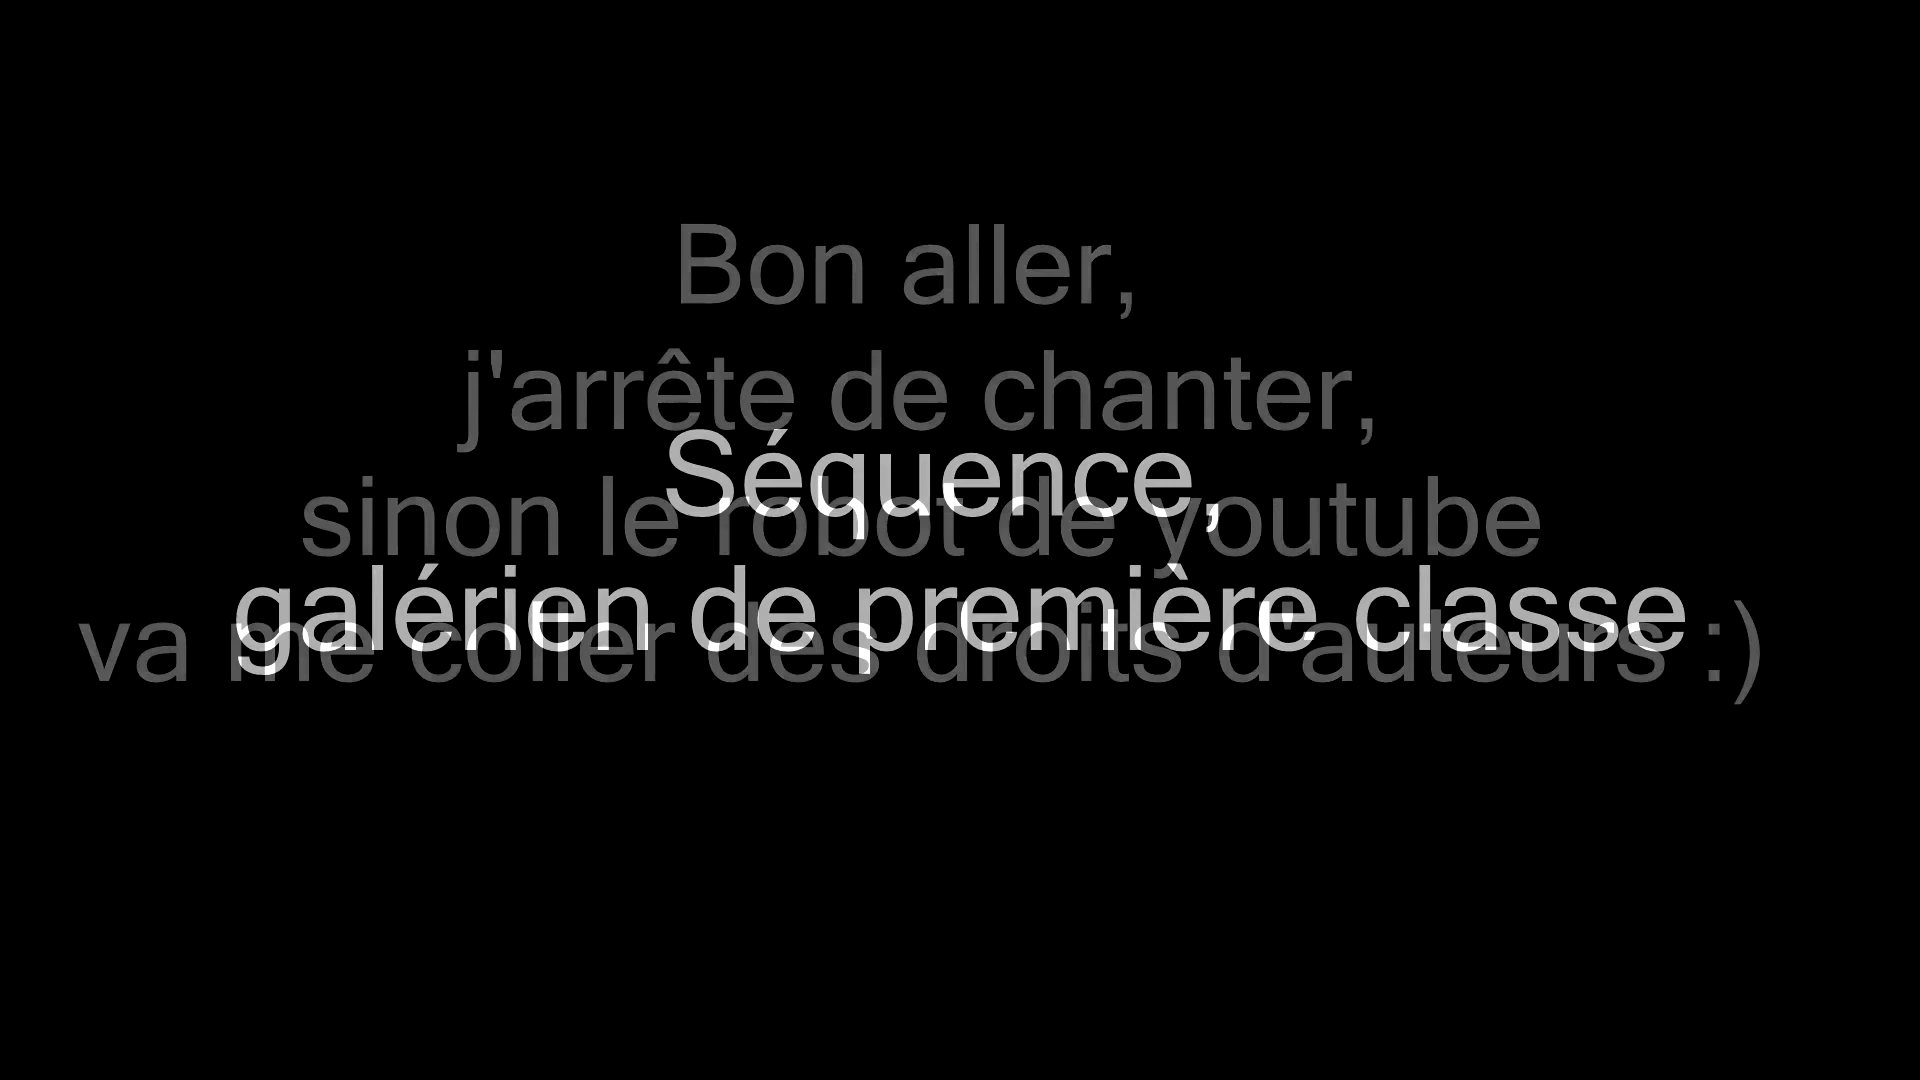 Bon aller,
j'arrête de chanter,
sinon le robot de youtube
va me coller des droits d'auteurs :)
Séquence,
galérien de première classe